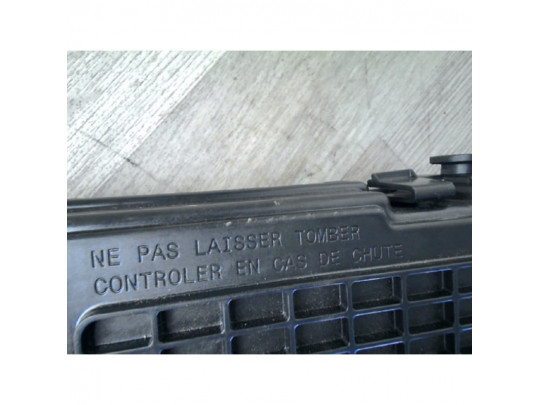 NE PAS LAISSER TOMBER
CONTROLER EN CAS DE CHUTE